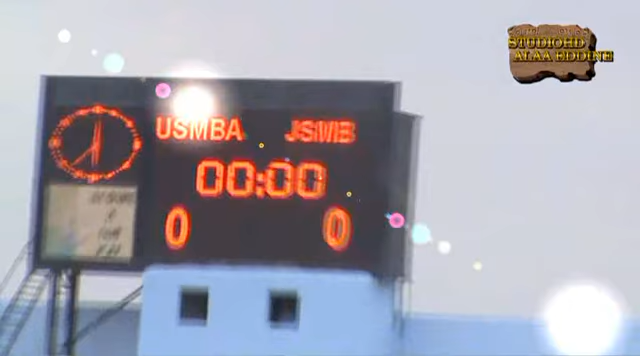 STUDIOHD
ALAA EDDINE
USMBA JSMB
00:00
0 0